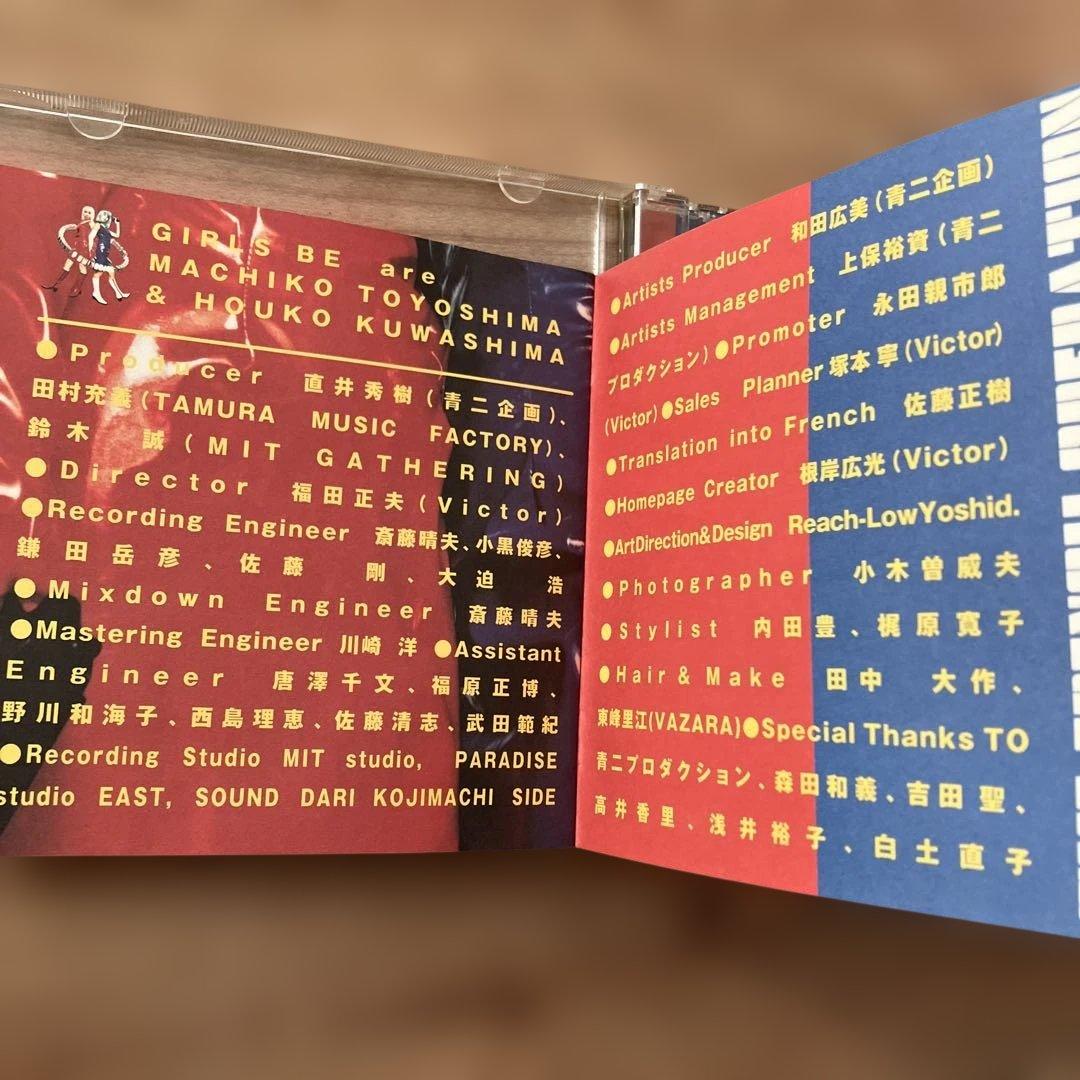 GIRLS BE are
MACHIKO TOYOSHIMA
& HOUKO KUWASHIMA
●Producer 直井秀樹(青二企画)、
田村充義(TAMURA MUSIC FACTORY)、
鈴木 誠(MIT GATHERING)
●Director 福田正夫(Victor)
●Recording Engineer 斎藤晴夫、小黒俊彦、
鎌田岳彦、佐藤 剛、大迫 浩
●Mixdown Engineer 斎藤晴夫
●Mastering Engineer 川崎 洋 ●Assistant
Engineer 唐澤千文、福原正博、
野川和海子、西島理恵、佐藤清志、武田範紀
●Recording Studio MIT studio, PARADISE
studio EAST, SOUND DARI KOJIMACHI SIDE
●Artists Producer 和田広美(青二企画)
●Artists Management 上保裕資(青二
プロダクション)●Promoter 永田親市郎
(Victor)●Sales Planner 塚本 寧(Victor)
●Translation into French 佐藤正樹
●Homepage Creator 根岸広光(Victor)
●ArtDirection&Design Reach-LowYoshid.
●Photographer 小木曽威夫
●Stylist 内田豊、梶原寛子
●Hair & Make 田中 大作、
東峰里江(VAZARA)●Special Thanks TO
青二プロダクション、森田和義、吉田 聖、
高井香里、浅井裕子、白土直子